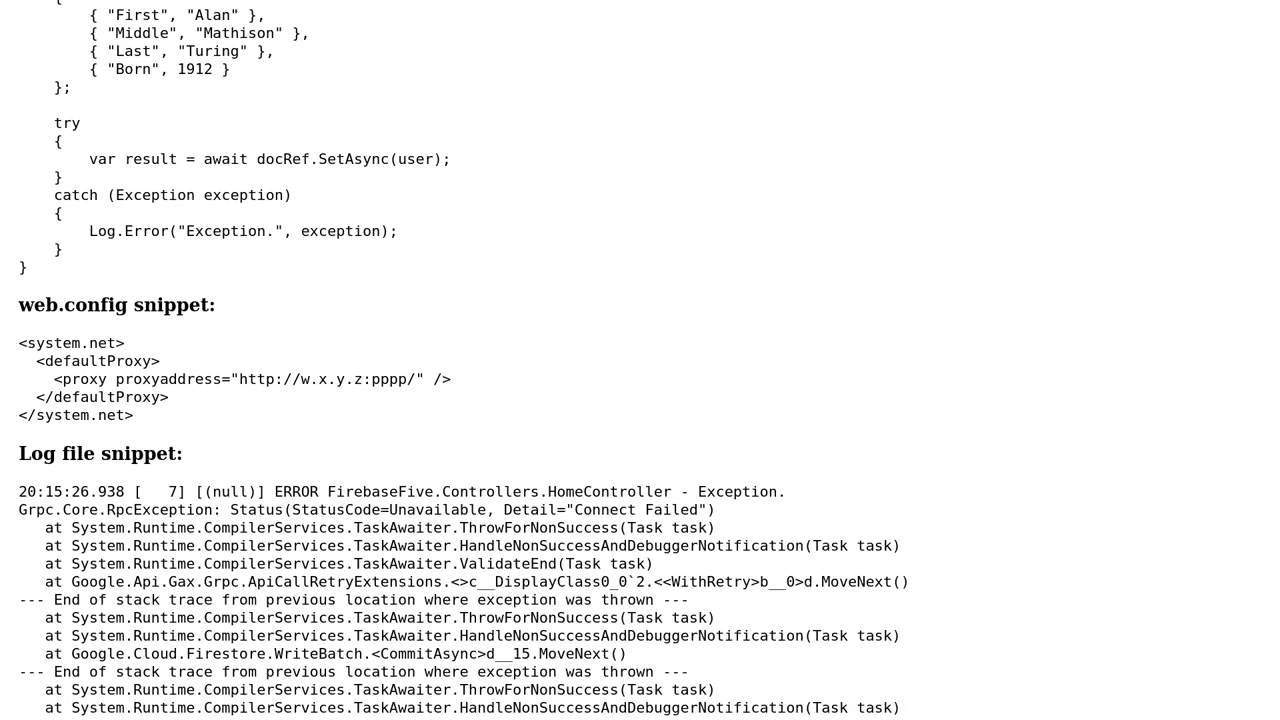 {
{ "First", "Alan" },
{ "Middle", "Mathison" },
{ "Last", "Turing" },
{ "Born", 1912 }
};
try
{
var result = await docRef.SetAsync(user);
}
catch (Exception exception)
{
Log.Error("Exception.", exception);
}
}
web.config snippet:
<system.net>
<defaultProxy>
<proxy proxyaddress="http://w.x.y.z:pppp/" />
</defaultProxy>
</system.net>
Log file snippet:
20:15:26.938 [   7] [(null)] ERROR FirebaseFive.Controllers.HomeController - Exception.
Grpc.Core.RpcException: Status(StatusCode=Unavailable, Detail="Connect Failed")
at System.Runtime.CompilerServices.TaskAwaiter.ThrowForNonSuccess(Task task)
at System.Runtime.CompilerServices.TaskAwaiter.HandleNonSuccessAndDebuggerNotification(Task task)
at System.Runtime.CompilerServices.TaskAwaiter.ValidateEnd(Task task)
at Google.Api.Gax.Grpc.ApiCallRetryExtensions.<>c__DisplayClass0_0`2.<<WithRetry>b__0>d.MoveNext()
--- End of stack trace from previous location where exception was thrown ---
at System.Runtime.CompilerServices.TaskAwaiter.ThrowForNonSuccess(Task task)
at System.Runtime.CompilerServices.TaskAwaiter.HandleNonSuccessAndDebuggerNotification(Task task)
at Google.Cloud.Firestore.WriteBatch.<CommitAsync>d__15.MoveNext()
--- End of stack trace from previous location where exception was thrown ---
at System.Runtime.CompilerServices.TaskAwaiter.ThrowForNonSuccess(Task task)
at System.Runtime.CompilerServices.TaskAwaiter.HandleNonSuccessAndDebuggerNotification(Task task)